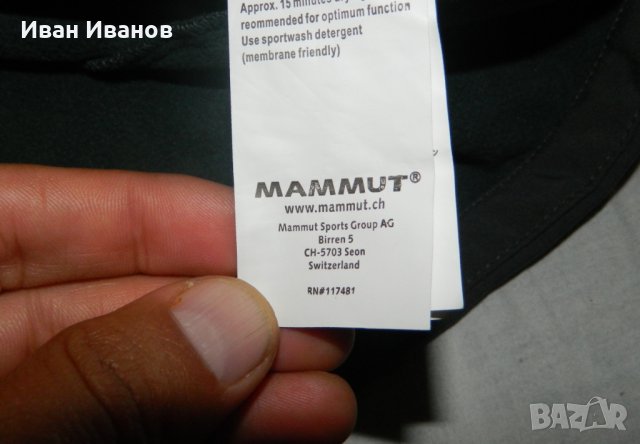 Иван Иванов
Approx. 15 minutes
recommended for optimum function
Use sportwash detergent
(membrane friendly)
MAMMUT®
www.mammut.ch
Mammut Sports Group AG
Birren 5
CH-5703 Seon
Switzerland
RN#117481
BAZAR